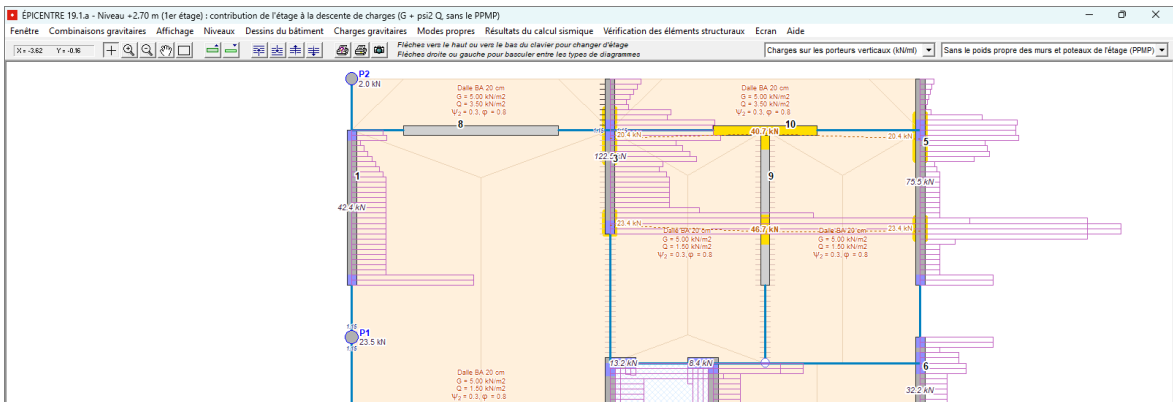 ÉPICENTRE 19.1.a - Niveau +2.70 m (1er étage) : contribution de l'étage à la descente de charges (G + psi2 Q, sans le PPMP)
Fenêtre Combinaisons gravitaires Affichage Niveaux Dessins du bâtiment Charges gravitaires Modes propres Résultats du calcul sismique Vérification des éléments structuraux Ecran Aide
X = -3.62 Y = -0.16
Flèches vers le haut ou vers le bas du clavier pour changer d'étage
Flèches droite ou gauche pour basculer entre les types de diagrammes
Charges sur les porteurs verticaux (kN/ml)
Sans le poids propre des murs et poteaux de l'étage (PPMP)
P2
2.0 kN
Dalle BA 20 cm
G = 5.00 kN/m2
Q = 3.50 kN/m2
Ψ2 = 0.3, φ = 0.8
Dalle BA 20 cm
G = 5.00 kN/m2
Q = 3.50 kN/m2
Ψ2 = 0.3, φ = 0.8
8
10
20.4 kN
40.7 kN
20.4 kN
5
3
1
9
75.5 kN
42.4 kN
23.4 kN
46.7 kN
23.4 kN
Dalle BA 20 cm
G = 5.00 kN/m2
Q = 1.50 kN/m2
Ψ2 = 0.3, φ = 0.8
Dalle BA 20 cm
G = 5.00 kN/m2
Q = 1.50 kN/m2
Ψ2 = 0.3, φ = 0.8
P1
23.5 kN
13.2 kN
8.4 kN
6
Dalle BA 20 cm
G = 5.00 kN/m2
Q = 1.50 kN/m2
Ψ2 = 0.3, φ = 0.8
32.2 kN